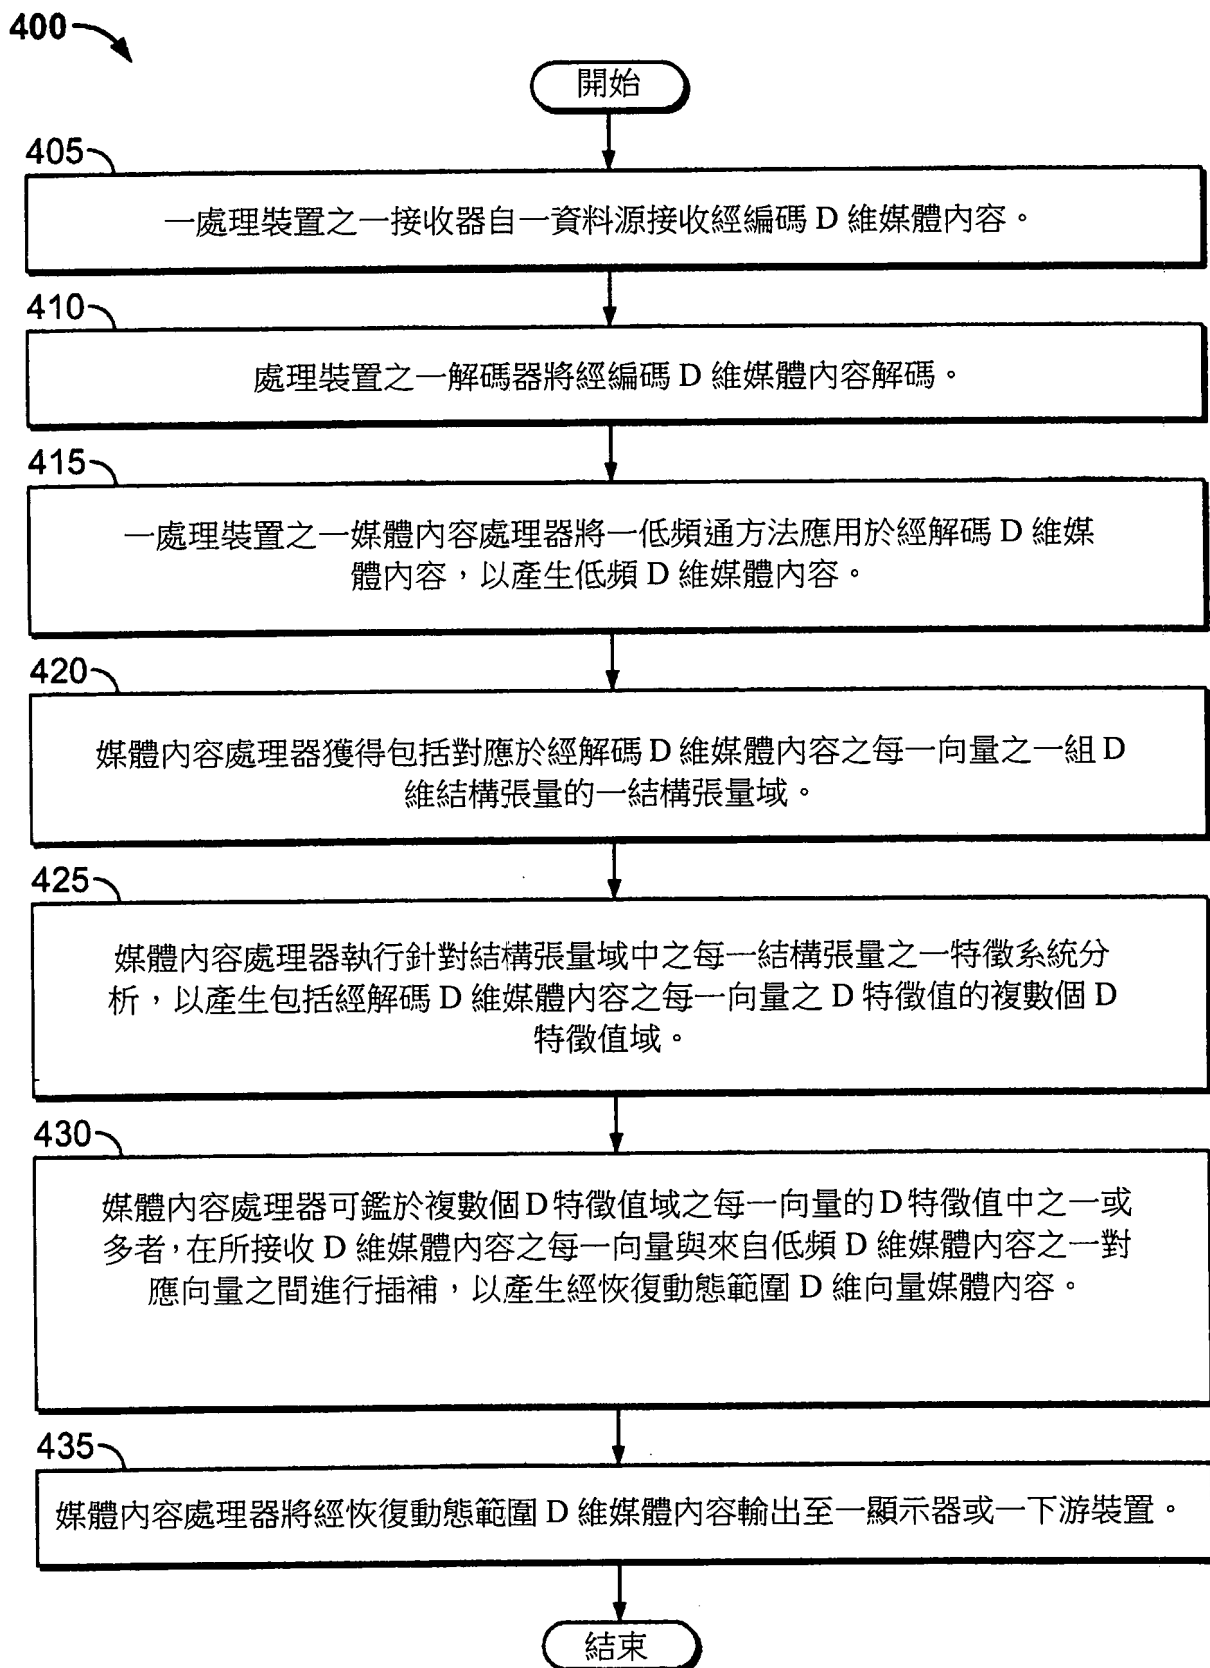 400
開始
405
一處理裝置之一接收器自一資料源接收經編碼 D 維媒體內容。
410
處理裝置之一解碼器將經編碼 D 維媒體內容解碼。
415
一處理裝置之一媒體內容處理器將一低頻通方法應用於經解碼 D 維媒
體內容，以產生低頻 D 維媒體內容。
420
媒體內容處理器獲得包括對應於經解碼 D 維媒體內容之每一向量之一組 D
維結構張量的一結構張量域。
425
媒體內容處理器執行針對結構張量域中之每一結構張量之一特徵系統分
析，以產生包括經解碼 D 維媒體內容之每一向量之 D 特徵值的複數個 D
特徵值域。
430
媒體內容處理器可鑑於複數個 D 特徵值域之每一向量的 D 特徵值中之一或
多者，在所接收 D 維媒體內容之每一向量與來自低頻 D 維媒體內容之一對
應向量之間進行插補，以產生經恢復動態範圍 D 維向量媒體內容。
435
媒體內容處理器將經恢復動態範圍 D 維媒體內容輸出至一顯示器或一下游裝置。
結束